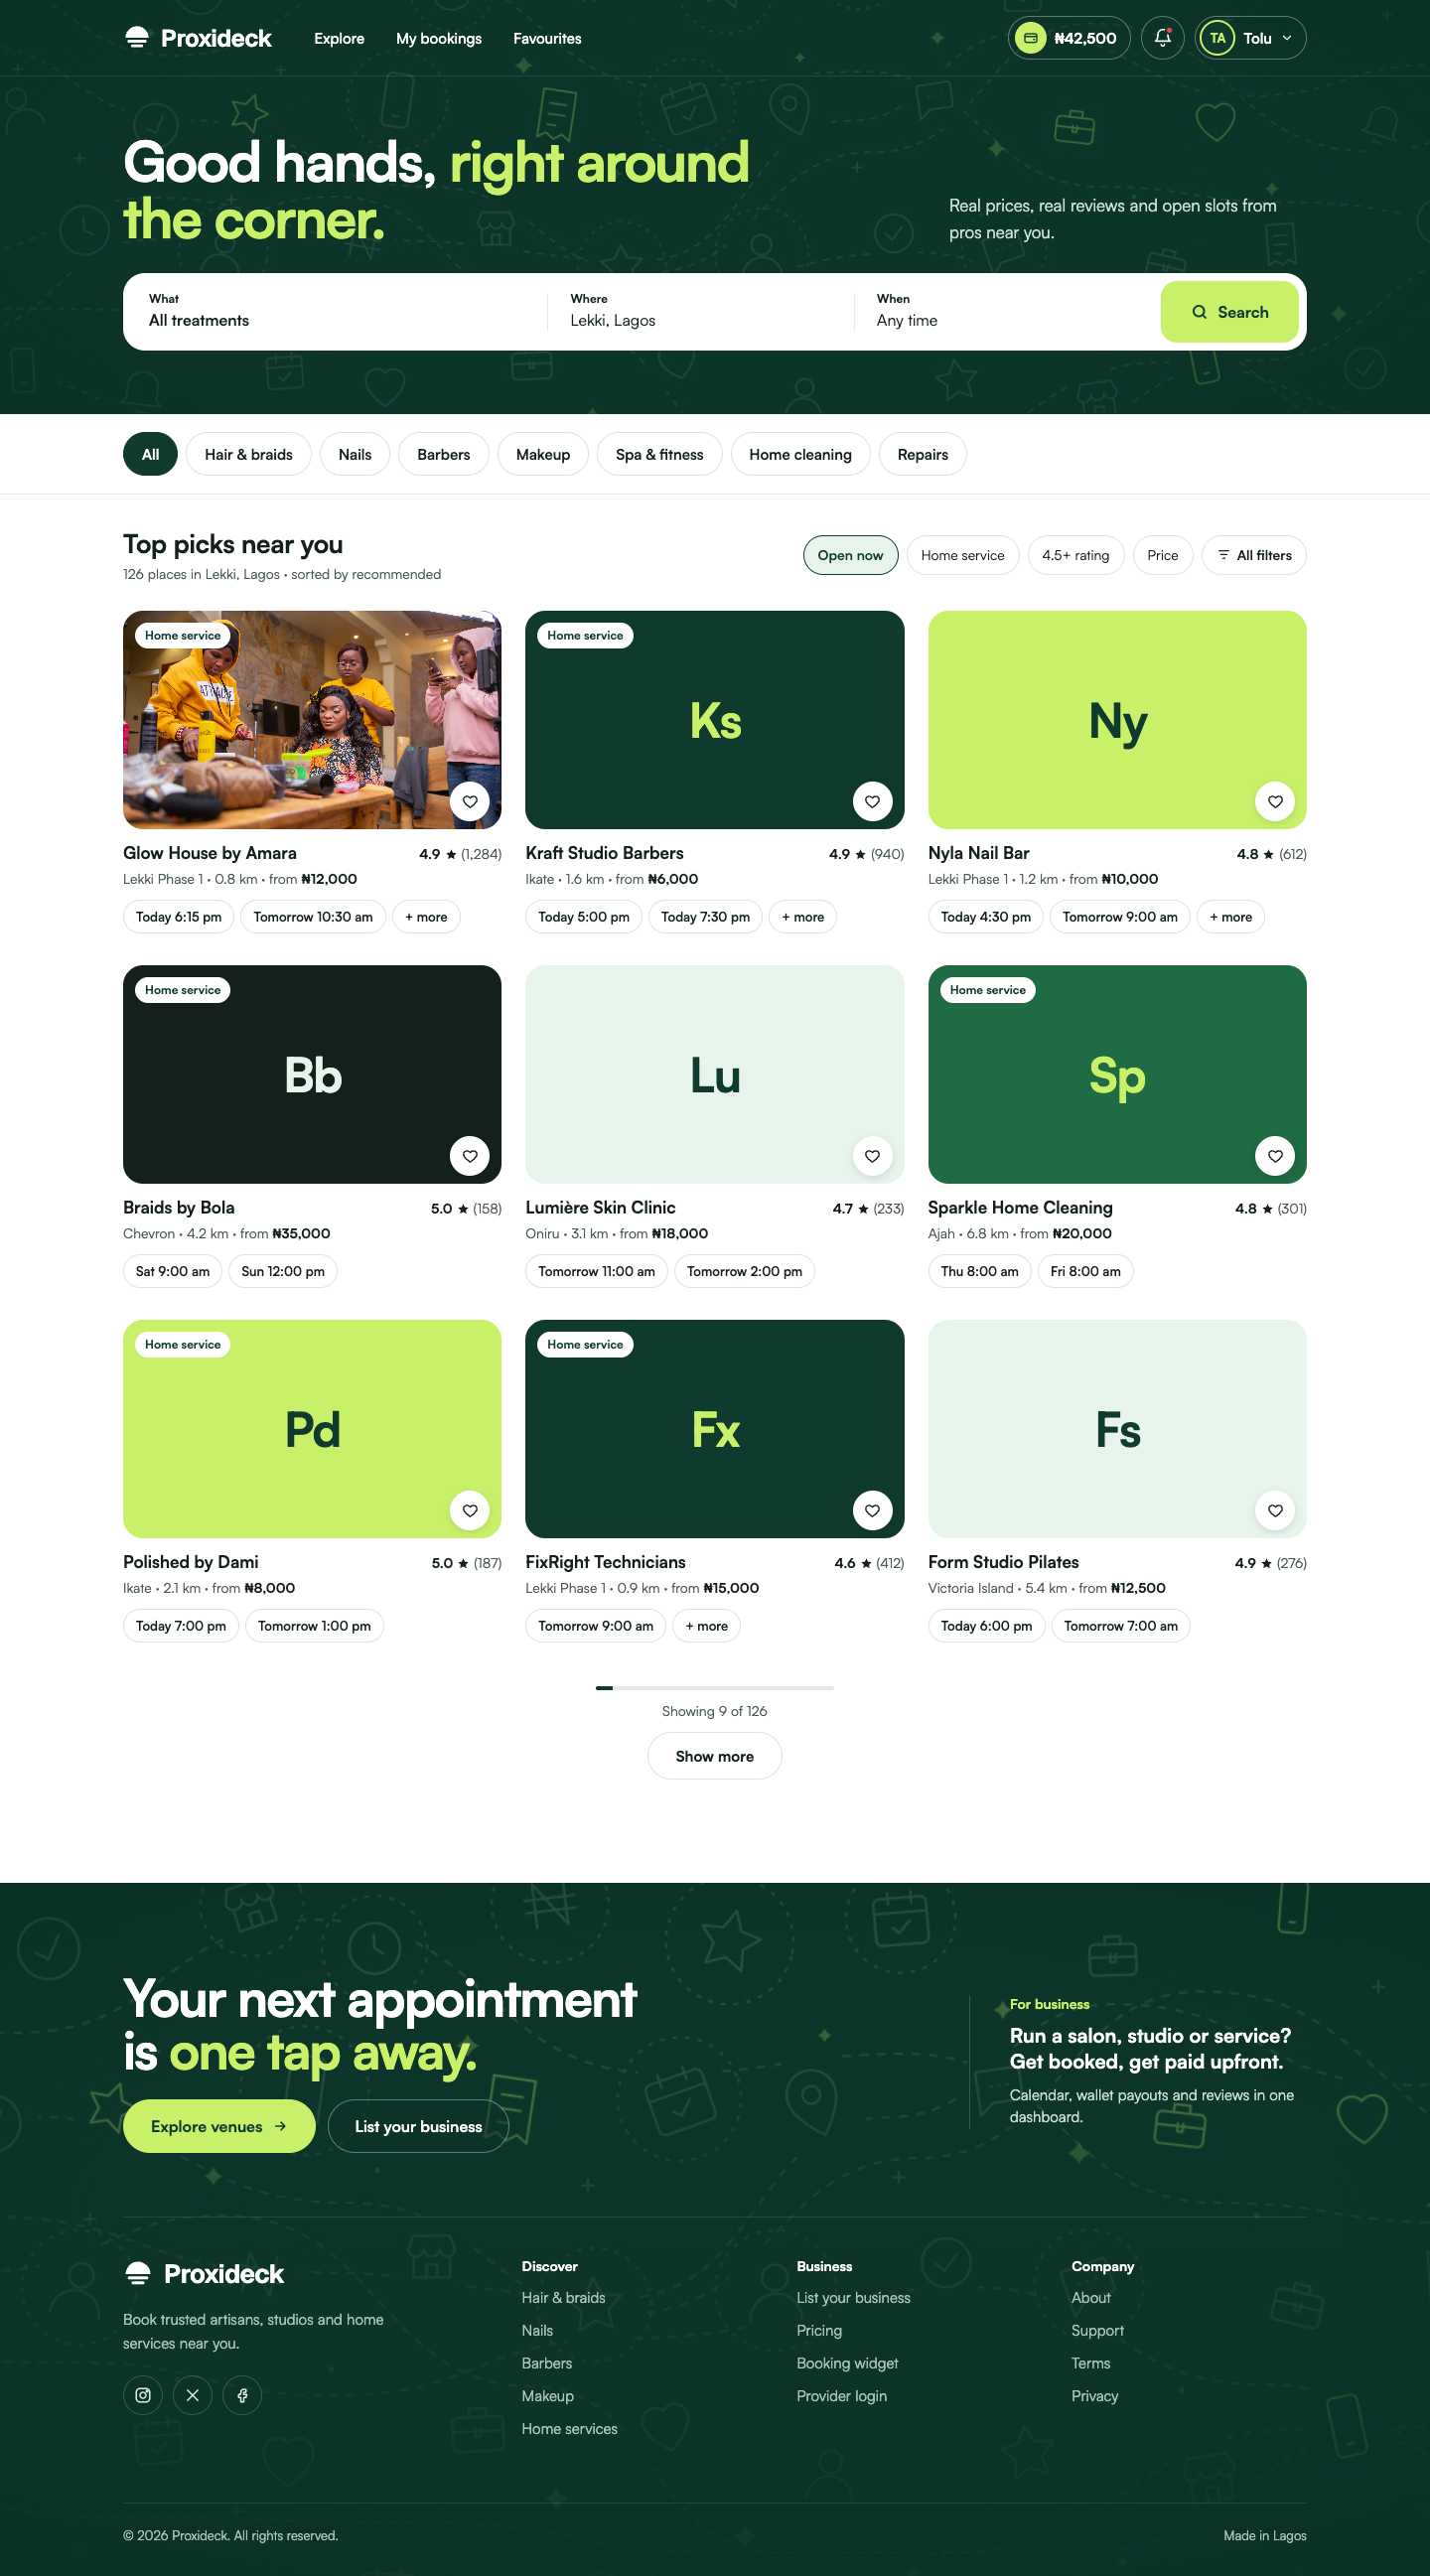 Proxideck
Explore
My bookings
Favourites
₦42,500
TA
Tolu
Good hands, right around
the corner.
Real prices, real reviews and open slots from
pros near you.
What
All treatments
Where
Lekki, Lagos
When
Any time
Search
All
Hair & braids
Nails
Barbers
Makeup
Spa & fitness
Home cleaning
Repairs
Top picks near you
126 places in Lekki, Lagos · sorted by recommended
Open now
Home service
4.5+ rating
Price
All filters
Home service
Glow House by Amara
4.9 ★ (1,284)
Lekki Phase 1 · 0.8 km · from ₦12,000
Today 6:15 pm
Tomorrow 10:30 am
+ more
Home service
Ks
Kraft Studio Barbers
4.9 ★ (940)
Ikate · 1.6 km · from ₦6,000
Today 5:00 pm
Today 7:30 pm
+ more
Ny
Nyla Nail Bar
4.8 ★ (612)
Lekki Phase 1 · 1.2 km · from ₦10,000
Today 4:30 pm
Tomorrow 9:00 am
+ more
Home service
Bb
Braids by Bola
5.0 ★ (158)
Chevron · 4.2 km · from ₦35,000
Sat 9:00 am
Sun 12:00 pm
Lu
Lumière Skin Clinic
4.7 ★ (233)
Oniru · 3.1 km · from ₦18,000
Tomorrow 11:00 am
Tomorrow 2:00 pm
Home service
Sp
Sparkle Home Cleaning
4.8 ★ (301)
Ajah · 6.8 km · from ₦20,000
Thu 8:00 am
Fri 8:00 am
Home service
Pd
Polished by Dami
5.0 ★ (187)
Ikate · 2.1 km · from ₦8,000
Today 7:00 pm
Tomorrow 1:00 pm
Home service
Fx
FixRight Technicians
4.6 ★ (412)
Lekki Phase 1 · 0.9 km · from ₦15,000
Tomorrow 9:00 am
+ more
Fs
Form Studio Pilates
4.9 ★ (276)
Victoria Island · 5.4 km · from ₦12,500
Today 6:00 pm
Tomorrow 7:00 am
Showing 9 of 126
Show more
Your next appointment
is one tap away.
Explore venues →
List your business
For business
Run a salon, studio or service?
Get booked, get paid upfront.
Calendar, wallet payouts and reviews in one
dashboard.
Proxideck
Book trusted artisans, studios and home
services near you.
Discover
Hair & braids
Nails
Barbers
Makeup
Home services
Business
List your business
Pricing
Booking widget
Provider login
Company
About
Support
Terms
Privacy
© 2026 Proxideck. All rights reserved.
Made in Lagos